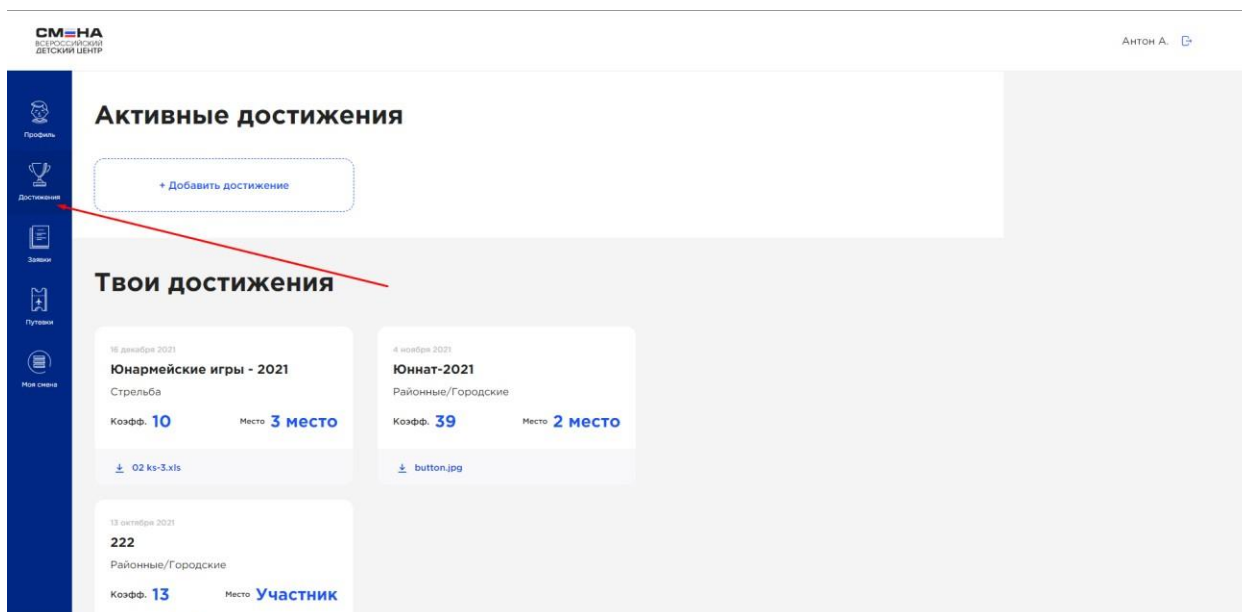 СМЕНА
ВСЕРОССИЙСКИЙ
ДЕТСКИЙ ЦЕНТР
Антон А.
Профиль
Достижения
Заявки
Путевки
Моя смена
Активные достижения
+ Добавить достижение
Твои достижения
16 декабря 2021
Юнармейские игры - 2021
Стрельба
Коэфф. 10 Место 3 место
02 ks-3.xls
4 ноября 2021
Юннат-2021
Районные/Городские
Коэфф. 39 Место 2 место
button.jpg
13 октября 2021
222
Районные/Городские
Коэфф. 13 Место Участник